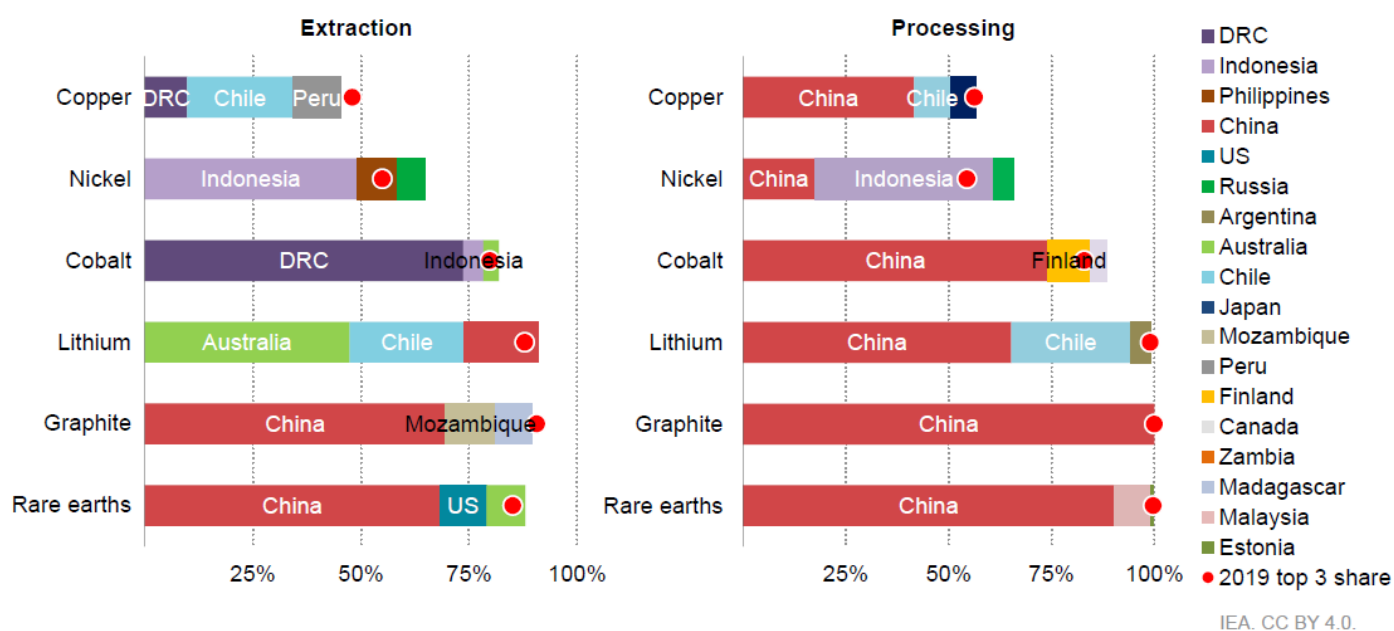 Extraction
Copper
DRC
Chile
Peru
Nickel
Indonesia
Cobalt
DRC
Indonesia
Lithium
Australia
Chile
Graphite
China
Mozambique
Rare earths
China
US
25%
50%
75%
100%
Processing
Copper
China
Chile
Nickel
China
Indonesia
Cobalt
China
Finland
Lithium
China
Chile
Graphite
China
Rare earths
China
25%
50%
75%
100%
DRC
Indonesia
Philippines
China
US
Russia
Argentina
Australia
Chile
Japan
Mozambique
Peru
Finland
Canada
Zambia
Madagascar
Malaysia
Estonia
2019 top 3 share
IEA. CC BY 4.0.